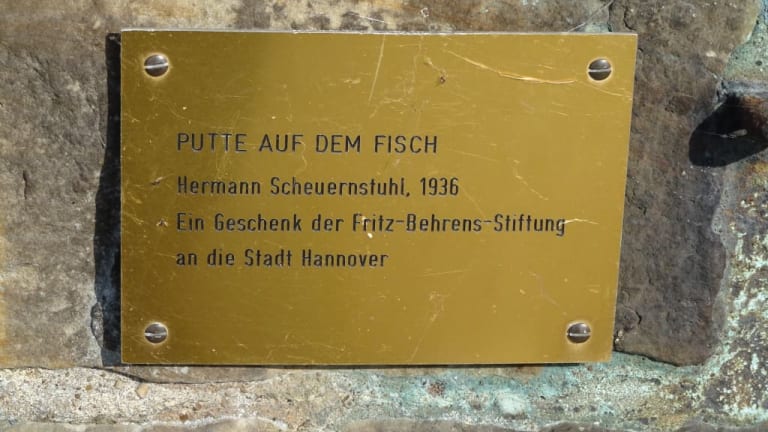 PUTTE AUF DEM FISCH
Hermann Scheuernstuhl, 1936
Ein Geschenk der Fritz-Behrens-Stiftung
an die Stadt Hannover